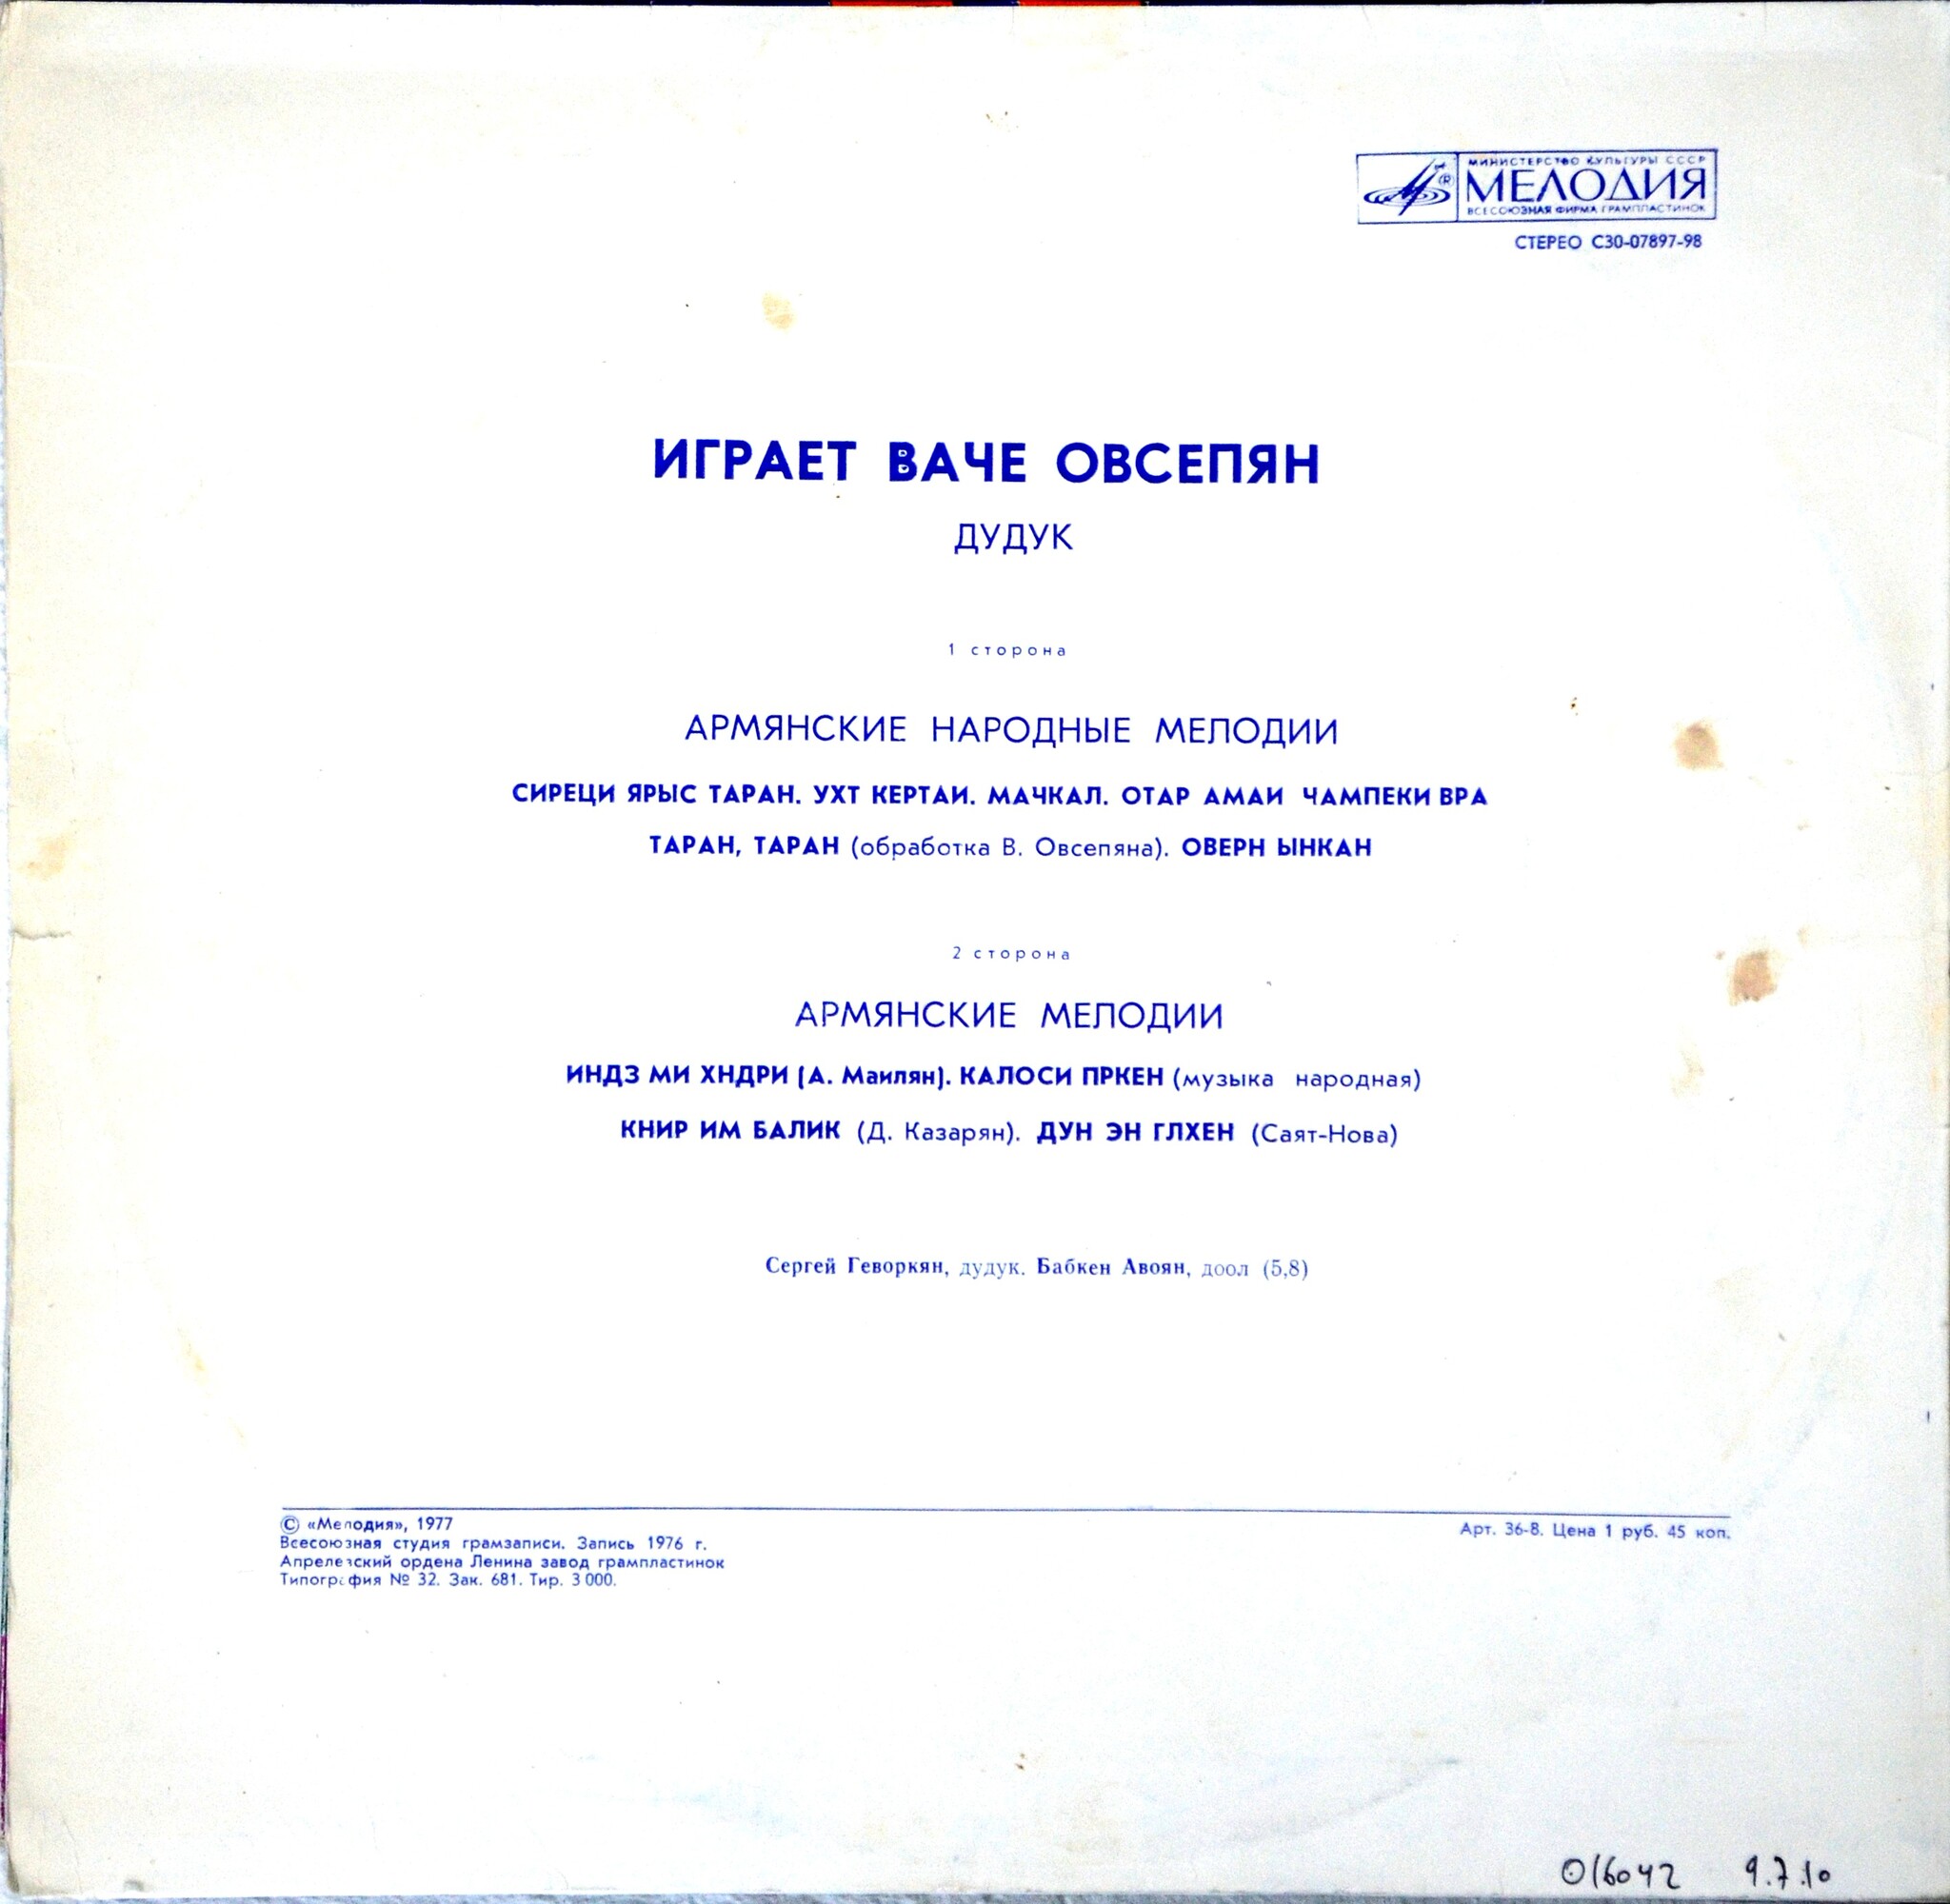 МИНИСТЕРСТВО КУЛЬТУРЫ СССР
МЕЛОДИЯ
ВСЕСОЮЗНАЯ ФИРМА ГРАМПЛАСТИНОК
СТЕРЕО С30-07897-98
ИГРАЕТ ВАЧЕ ОВСЕПЯН
ДУДУК
1 сторона
АРМЯНСКИЕ НАРОДНЫЕ МЕЛОДИИ
СИРЕЦИ ЯРЫС ТАРАН. УХТ КЕРТАИ. МАЧКАЛ. ОТАР АМАИ ЧАМПЕКИ ВРА
ТАРАН, ТАРАН (обработка В. Овсепяна). ОВЕРН ЫНКАН
2 сторона
АРМЯНСКИЕ МЕЛОДИИ
ИНДЗ МИ ХНДРИ (А. Маилян). КАЛОСИ ПРКЕН (музыка народная)
КНИР ИМ БАЛИК (Д. Казарян). ДУН ЭН ГЛХЕН (Саят-Нова)
Сергей Геворкян, дудук. Бабкен Авоян, доол (5,8)
© «Мелодия», 1977
Всесоюзная студия грамзаписи. Запись 1976 г.
Апрелевский ордена Ленина завод грампластинок
Типография № 32. Зак. 681. Тир. 3 000.
Арт. 36-8. Цена 1 руб. 45 коп.
016042 9.7.10